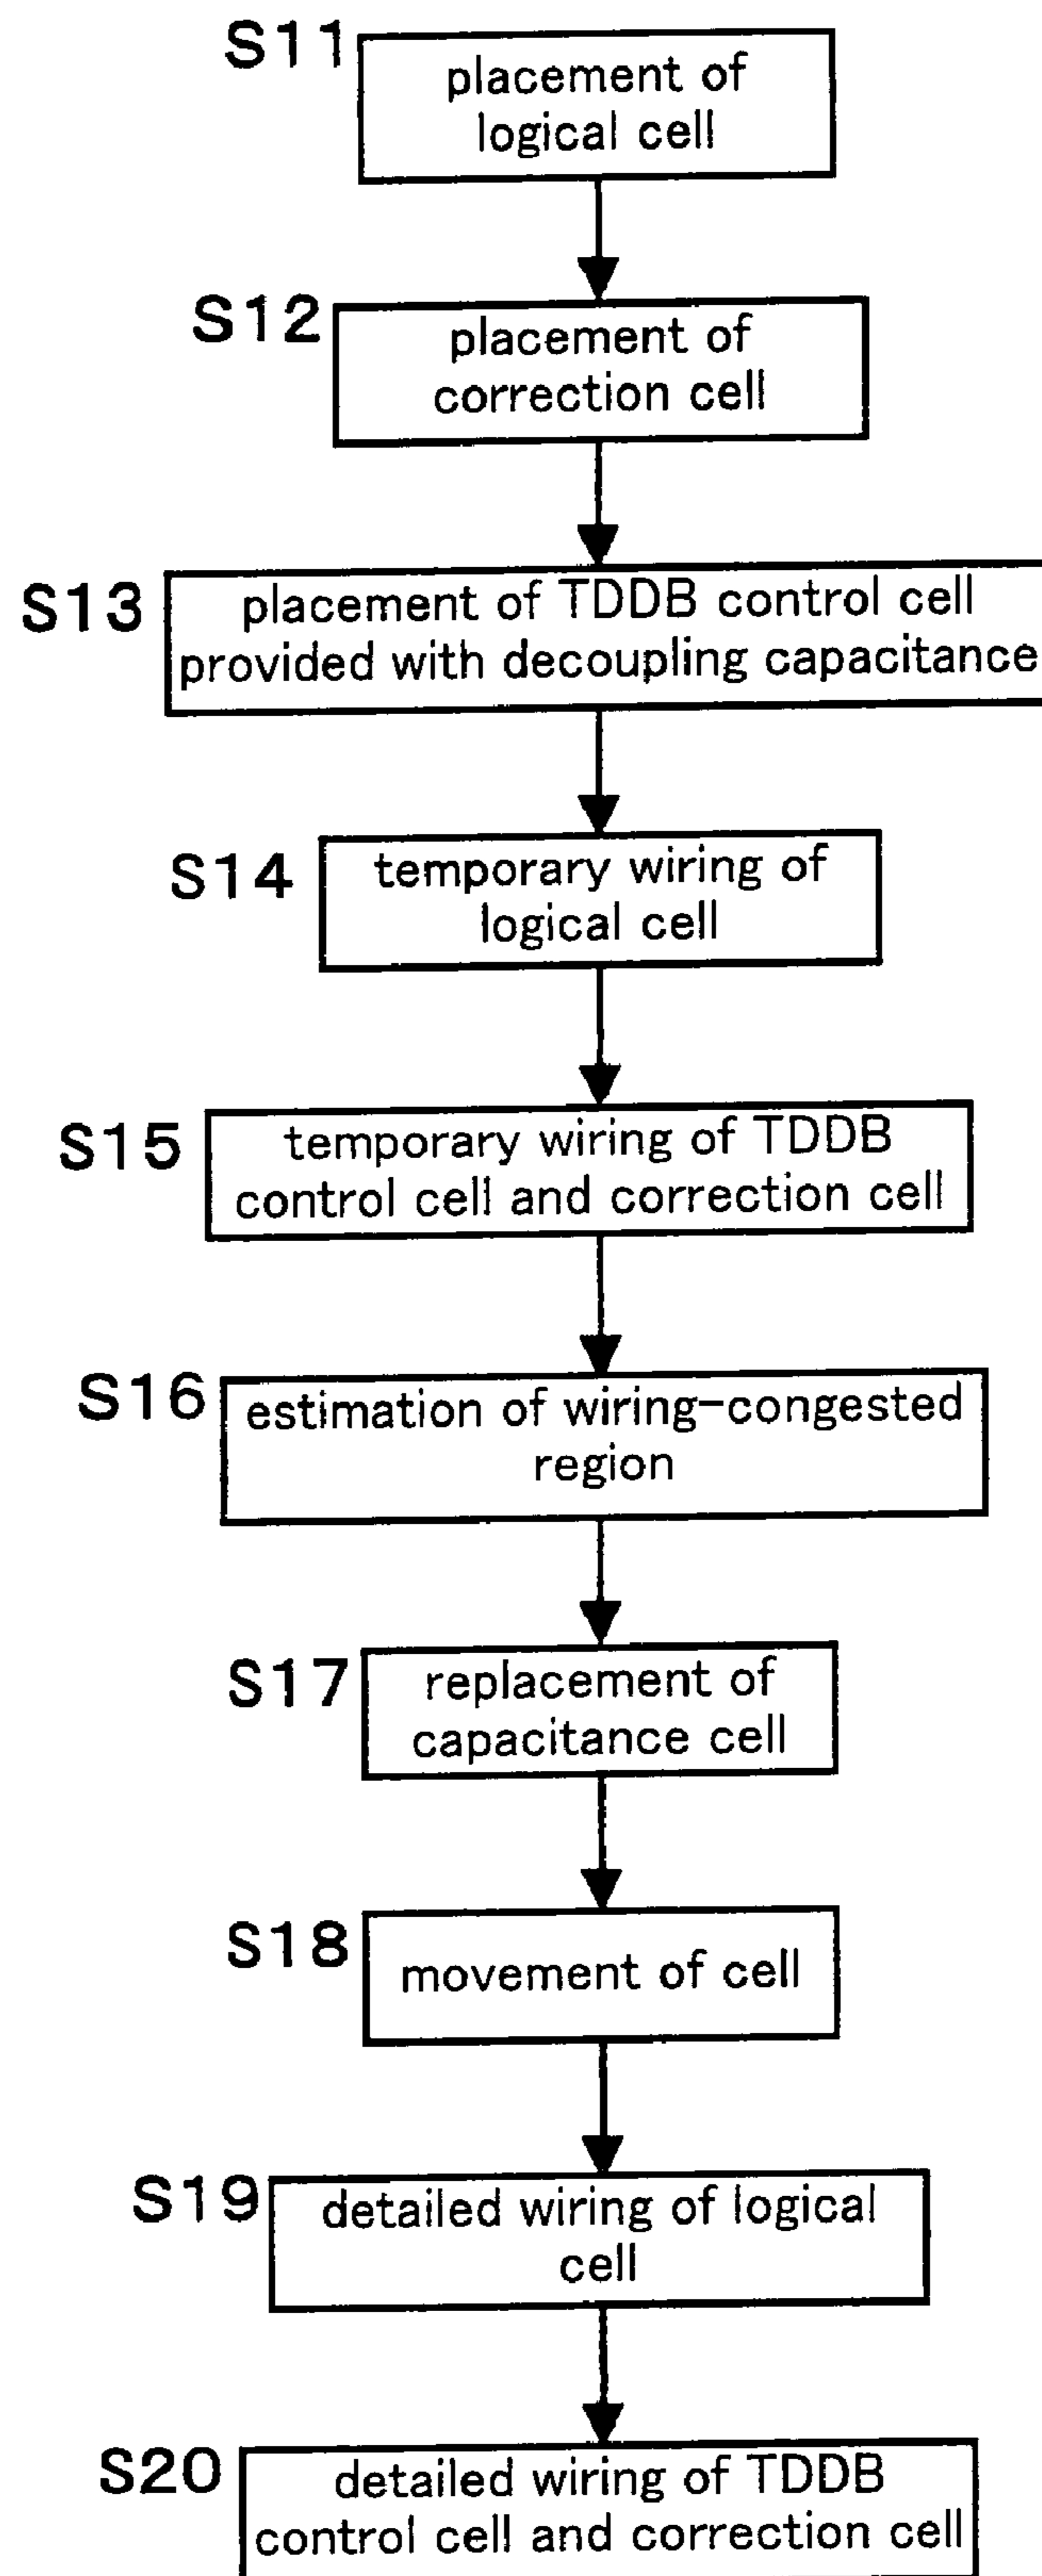 S11
placement of
logical cell
S12
placement of
correction cell
S13
placement of TDDB control cell
provided with decoupling capacitance
S14
temporary wiring of
logical cell
S15
temporary wiring of TDDB
control cell and correction cell
S16
estimation of wiring-congested
region
S17
replacement of
capacitance cell
S18
movement of cell
S19
detailed wiring of logical
cell
S20
detailed wiring of TDDB
control cell and correction cell